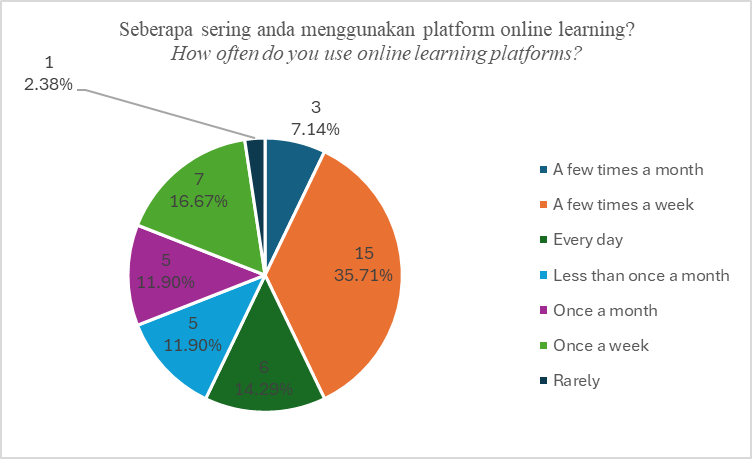 Seberapa sering anda menggunakan platform online learning?
How often do you use online learning platforms?
1
2.38%
3
7.14%
15
35.71%
6
14.29%
5
11.90%
5
11.90%
7
16.67%
A few times a month
A few times a week
Every day
Less than once a month
Once a month
Once a week
Rarely